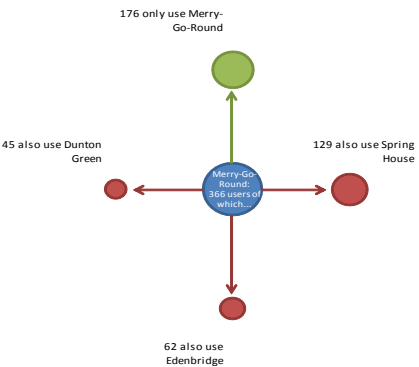 176 only use Merry-
Go-Round
45 also use Dunton
Green
129 also use Spring
House
Merry-Go-
Round:
366 users of
which...
62 also use
Edenbridge